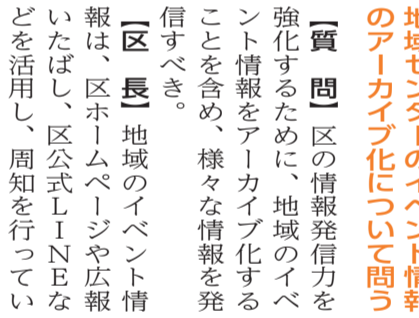 地域センターのイベント情報
のアーカイブ化について問う
【質　問】区の情報発信力を
強化するために、地域のイベ
ント情報をアーカイブ化する
ことを含め、様々な情報を発
信すべき。
【区　長】地域のイベント情
報は、区ホームページや広報
いたばし、区公式ＬＩＮＥな
どを活用し、周知を行ってい